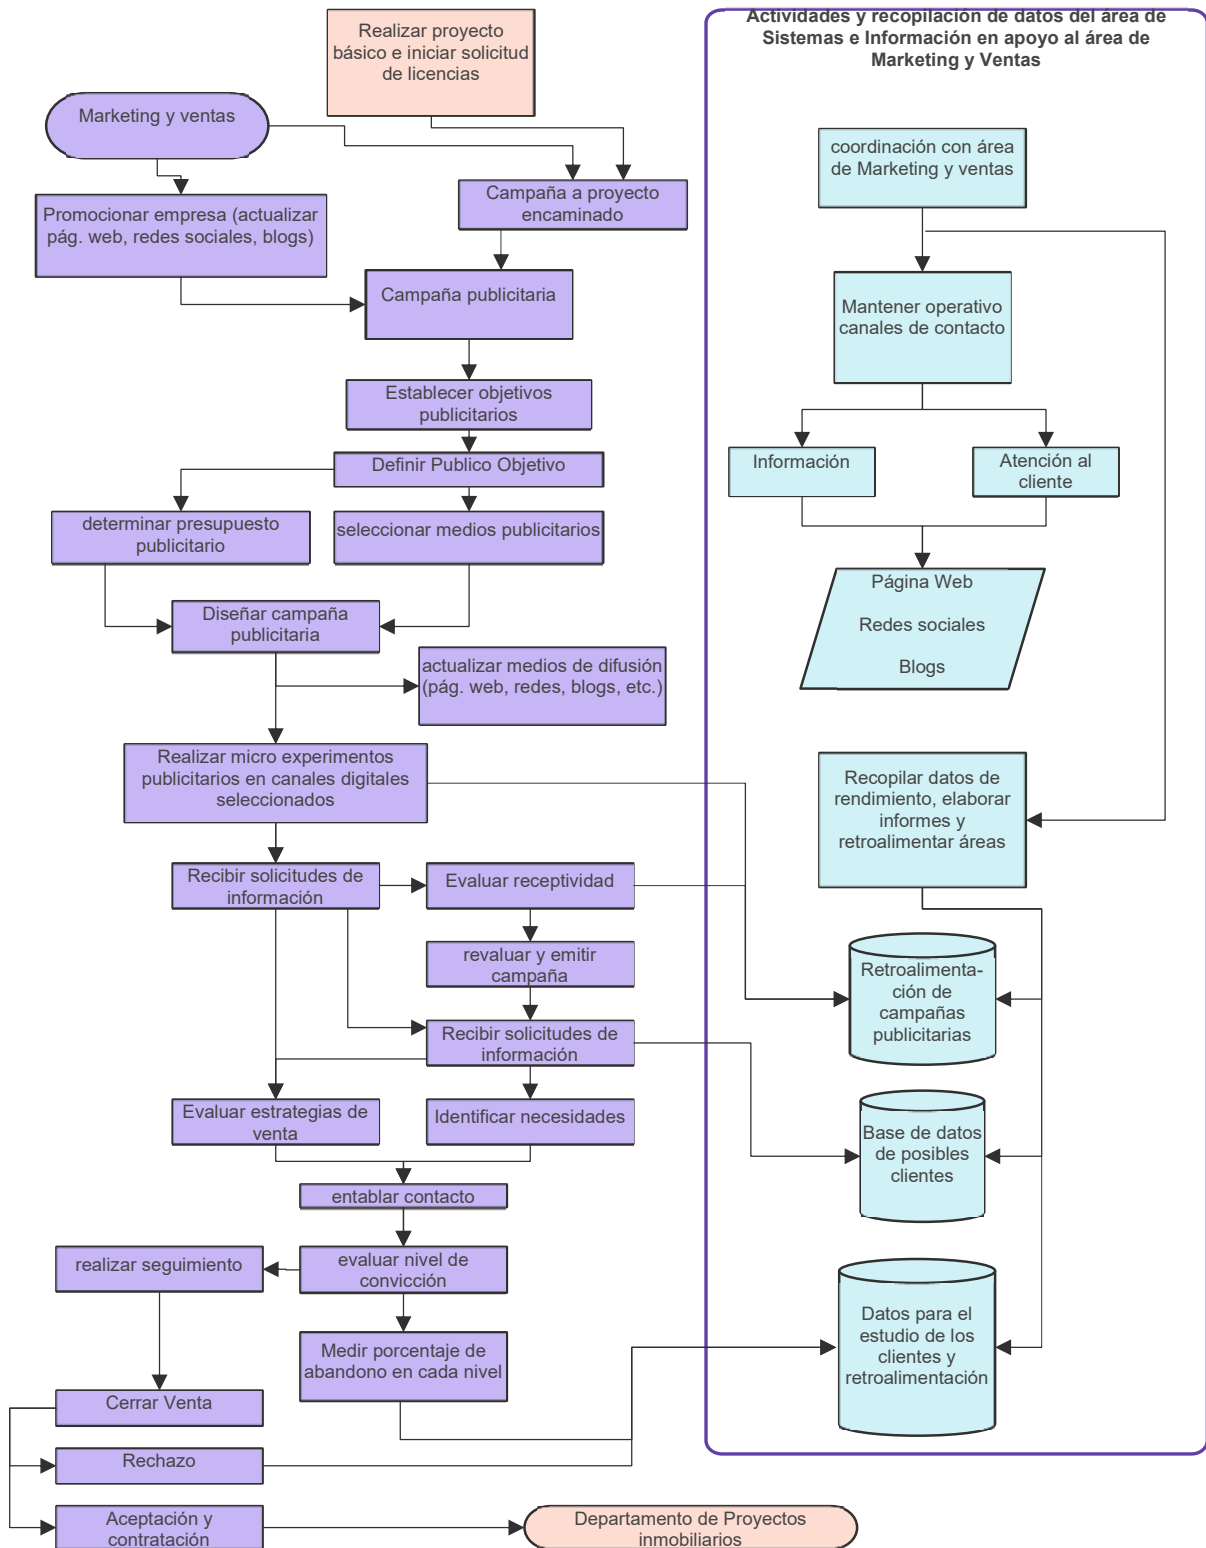 Realizar proyecto
básico e iniciar solicitud
de licencias
Marketing y ventas
Promocionar empresa (actualizar
pág. web, redes sociales, blogs)
Campaña a proyecto
encaminado
Campaña publicitaria
Establecer objetivos
publicitarios
Definir Publico Objetivo
determinar presupuesto
publicitario
seleccionar medios publicitarios
Diseñar campaña
publicitaria
actualizar medios de difusión
(pág. web, redes, blogs, etc.)
Realizar micro experimentos
publicitarios en canales digitales
seleccionados
Recibir solicitudes de
información
Evaluar receptividad
revaluar y emitir
campaña
Recibir solicitudes de
información
Evaluar estrategias de
venta
Identificar necesidades
entablar contacto
evaluar nivel de
convicción
realizar seguimiento
Medir porcentaje de
abandono en cada nivel
Cerrar Venta
Rechazo
Aceptación y
contratación
Departamento de Proyectos
inmobiliarios
Actividades y recopilación de datos del área de
Sistemas e Información en apoyo al área de
Marketing y Ventas
coordinación con área
de Marketing y ventas
Mantener operativo
canales de contacto
Información
Atención al
cliente
Página Web
Redes sociales
Blogs
Recopilar datos de
rendimiento, elaborar
informes y
retroalimentar áreas
Retroalimenta-
ción de
campañas
publicitarias
Base de datos
de posibles
clientes
Datos para el
estudio de los
clientes y
retroalimentación